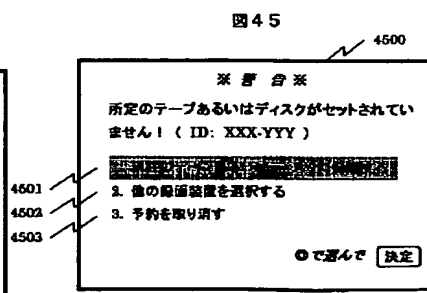 図45
4500
※ 警 告 ※
所定のテープあるいはディスクがセットされてい
ません！ ( ID: XXX-YYY )
4501
4502
2. 他の録画装置を選択する
4503
3. 予約を取り消す
◎で選んで 決定